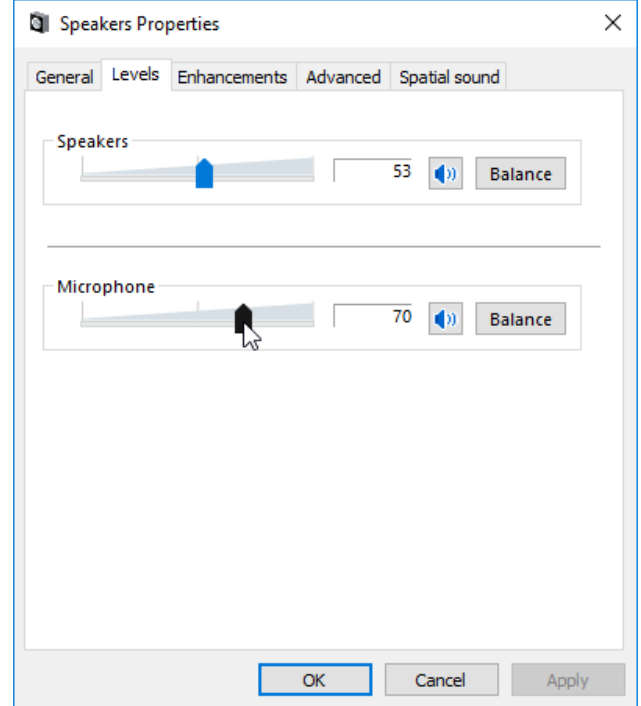 Speakers Properties
General Levels Enhancements Advanced Spatial sound
Speakers
53 Balance
Microphone
70 Balance
OK Cancel Apply